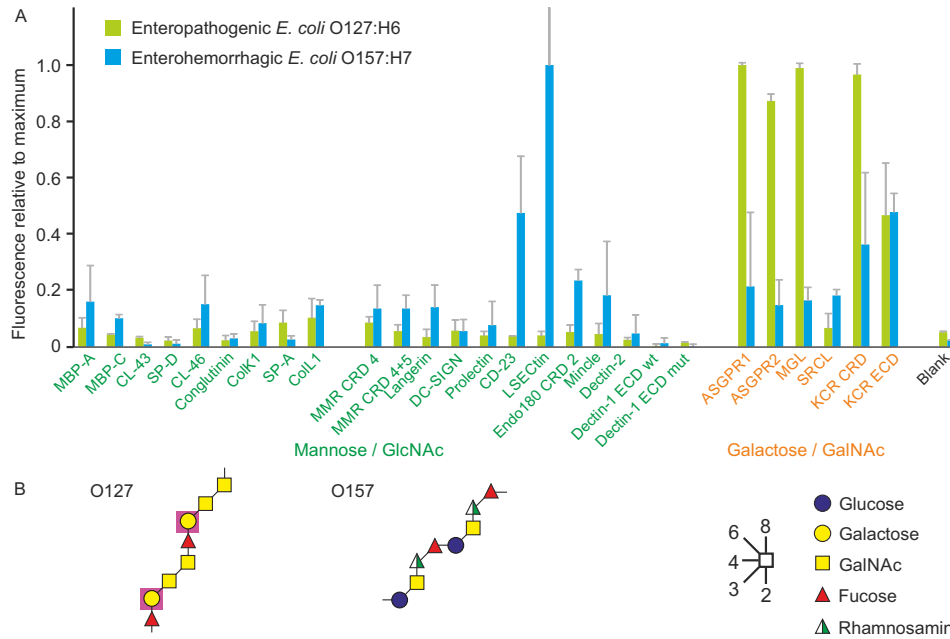 A
Enteropathogenic E. coli O127:H6
Enterohemorrhagic E. coli O157:H7
Fluorescence relative to maximum
1.0
0.8
0.6
0.4
0.2
0
MBP-A
MBP-C
CL-43
SP-D
CL-46
Conglutinin
ColK1
SP-A
ColL1
MMR CRD 4
MMR CRD 4+5
Langerin
DC-SIGN
Prolectin
CD-23
LSECtin
Endo180 CRD 2
Mincle
Dectin-2
Dectin-1 ECD wt
Dectin-1 ECD mut
ASGPR1
ASGPR2
MGL
SRCL
KCR CRD
KCR ECD
Blank
Mannose / GlcNAc
Galactose / GalNAc
B
O127
O157
6 8
4
3 2
Glucose
Galactose
GalNAc
Fucose
Rhamnosamin